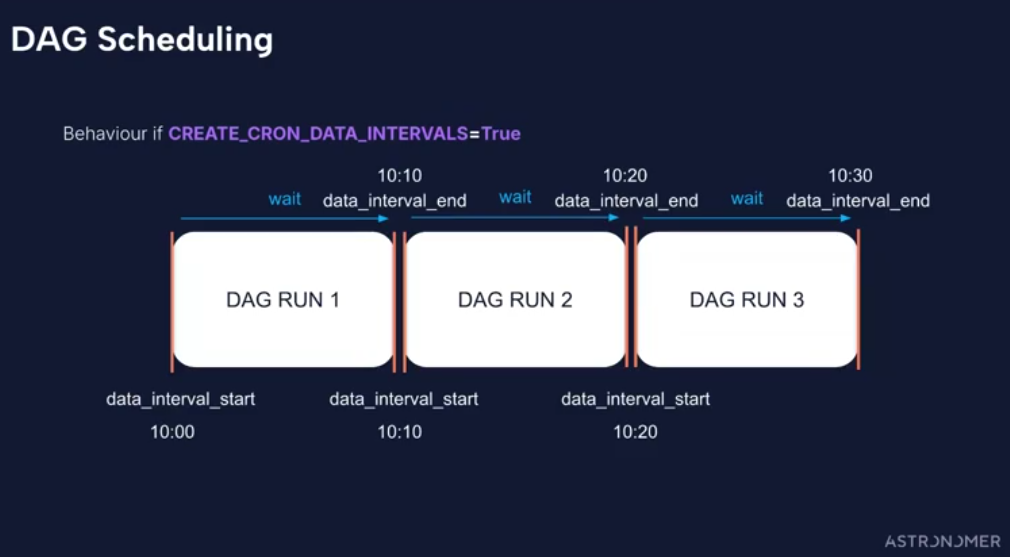 DAG Scheduling
Behaviour if CREATE_CRON_DATA_INTERVALS=True
10:10 10:20 10:30
wait data_interval_end wait data_interval_end wait data_interval_end
DAG RUN 1 DAG RUN 2 DAG RUN 3
data_interval_start data_interval_start data_interval_start
10:00 10:10 10:20
ASTRONOMER